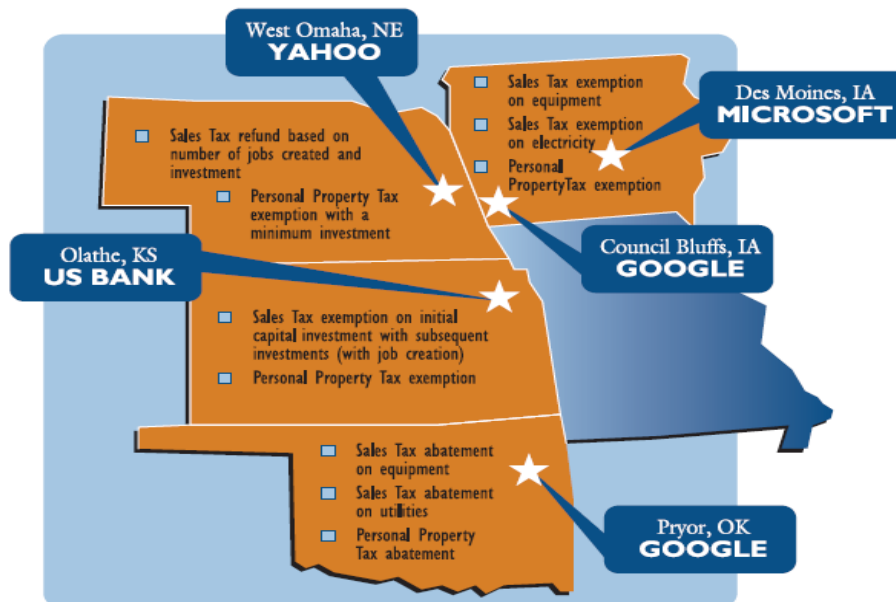 West Omaha, NE
YAHOO
Sales Tax exemption
on equipment
Sales Tax exemption
on electricity
Personal
PropertyTax exemption
Des Moines, IA
MICROSOFT
Sales Tax refund based on
number of jobs created and
investment
Personal Property Tax
exemption with a
minimum investment
Council Bluffs, IA
GOOGLE
Olathe, KS
US BANK
Sales Tax exemption on initial
capital investment with subsequent
investments (with job creation)
Personal Property Tax exemption
Sales Tax abatement
on equipment
Sales Tax abatement
on utilities
Personal Property
Tax abatement
Pryor, OK
GOOGLE